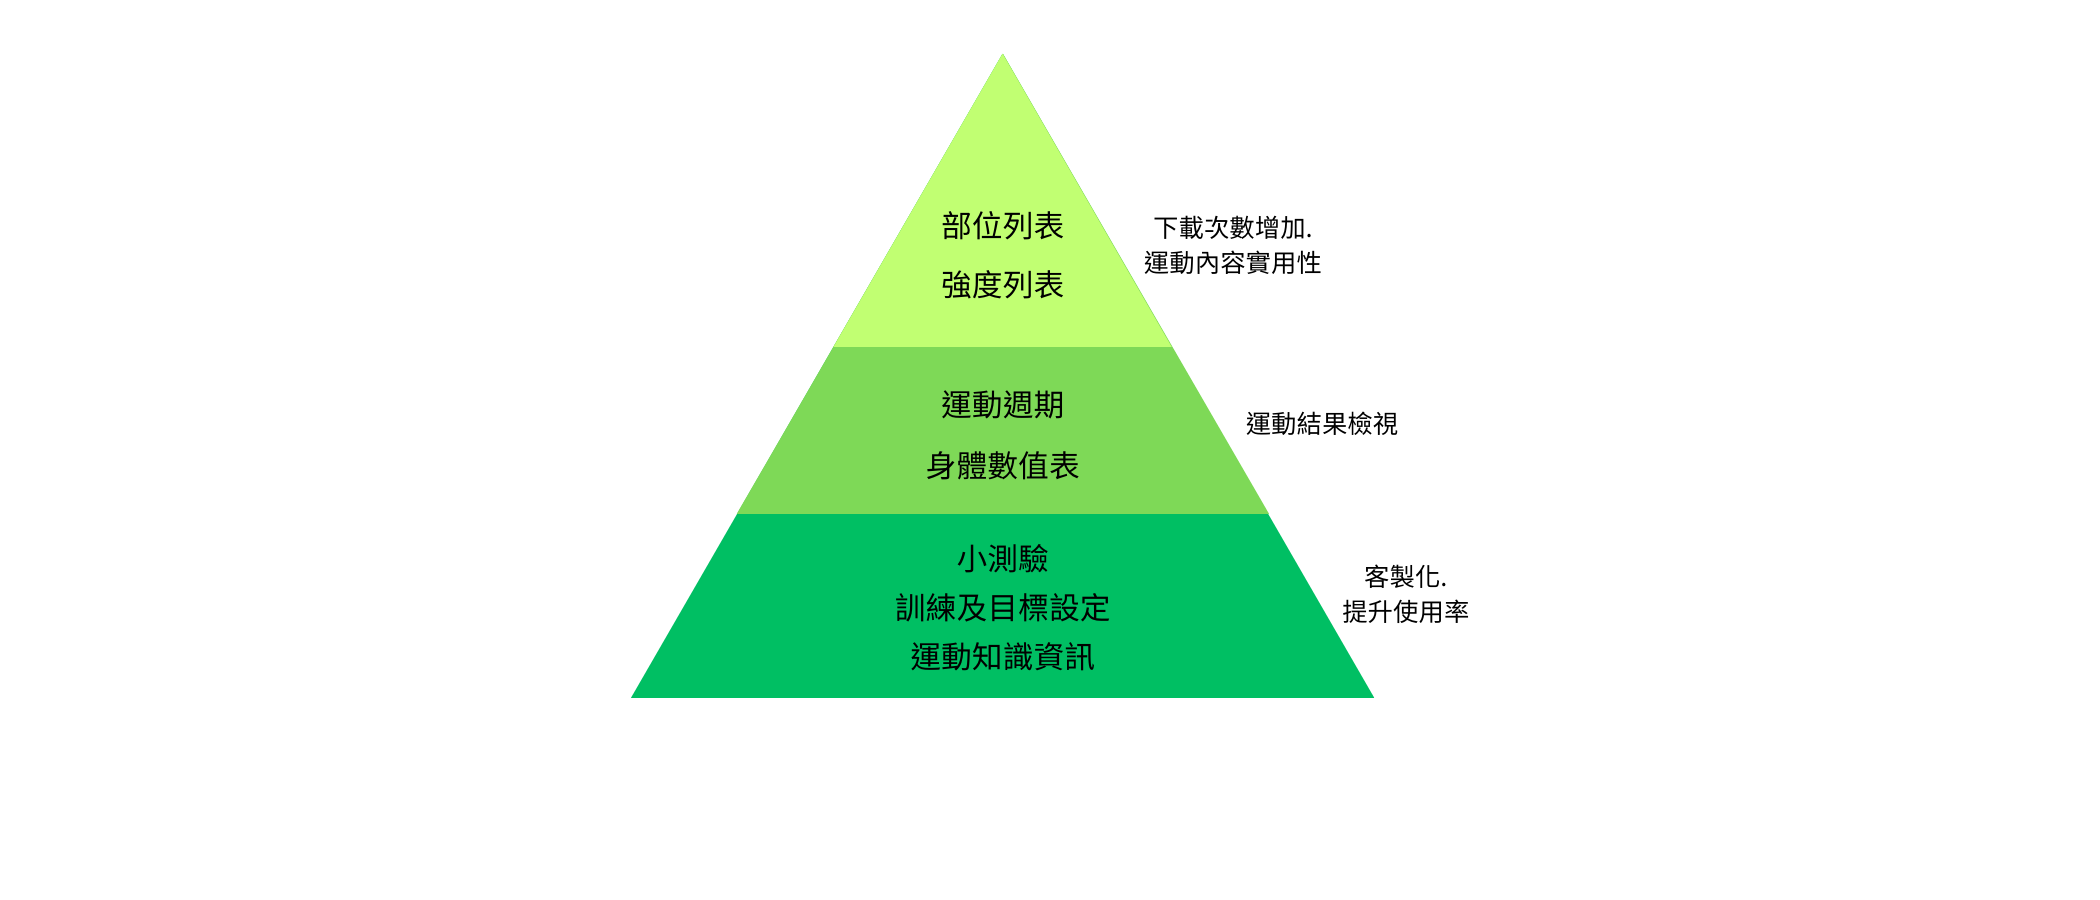 部位列表
強度列表
下載次數增加.
運動內容實用性
運動週期
身體數值表
運動結果檢視
小測驗
訓練及目標設定
運動知識資訊
客製化.
提升使用率